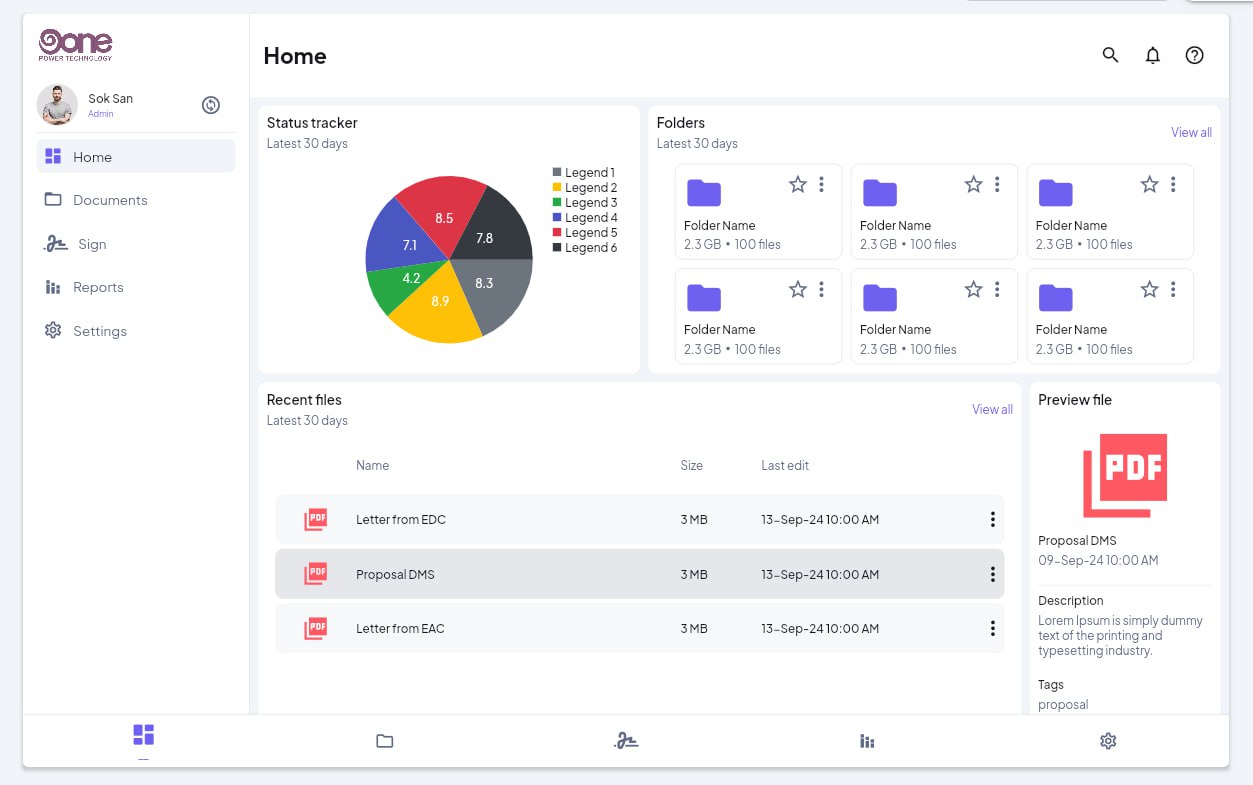 One
POWER TECHNOLOGY
Sok San
Admin
Home
Documents
Sign
Reports
Settings
Home
Status tracker
Latest 30 days
8.5
7.8
7.1
4.2
8.3
8.9
Legend 1
Legend 2
Legend 3
Legend 4
Legend 5
Legend 6
Folders
Latest 30 days
View all
Folder Name
2.3 GB • 100 files
Folder Name
2.3 GB • 100 files
Folder Name
2.3 GB • 100 files
Folder Name
2.3 GB • 100 files
Folder Name
2.3 GB • 100 files
Folder Name
2.3 GB • 100 files
Recent files
Latest 30 days
View all
Name Size Last edit
PDF Letter from EDC 3 MB 13-Sep-24 10:00 AM
PDF Proposal DMS 3 MB 13-Sep-24 10:00 AM
PDF Letter from EAC 3 MB 13-Sep-24 10:00 AM
Preview file
PDF
Proposal DMS
09-Sep-24 10:00 AM
Description
Lorem Ipsum is simply dummy
text of the printing and
typesetting industry.
Tags
proposal